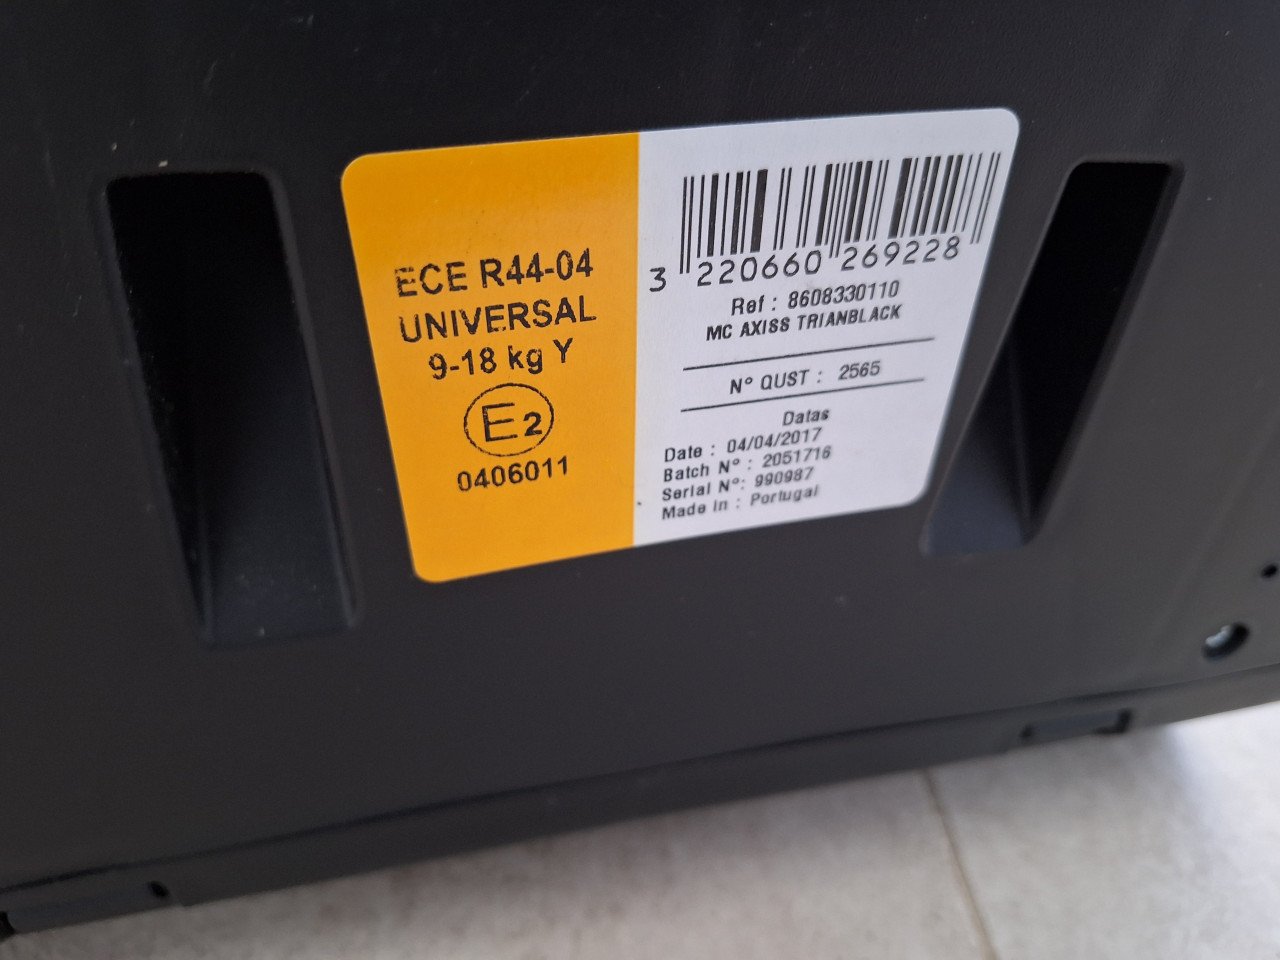 ECE R44-04
UNIVERSAL
9-18 kg Y
E2
0406011
3 220660 269228
Ref : 8608330110
MC AXISS TRIANBLACK
N° QUST : 2565
Datas
Date : 04/04/2017
Batch N° : 2051716
Serial N°: 990987
Made in : Portugal